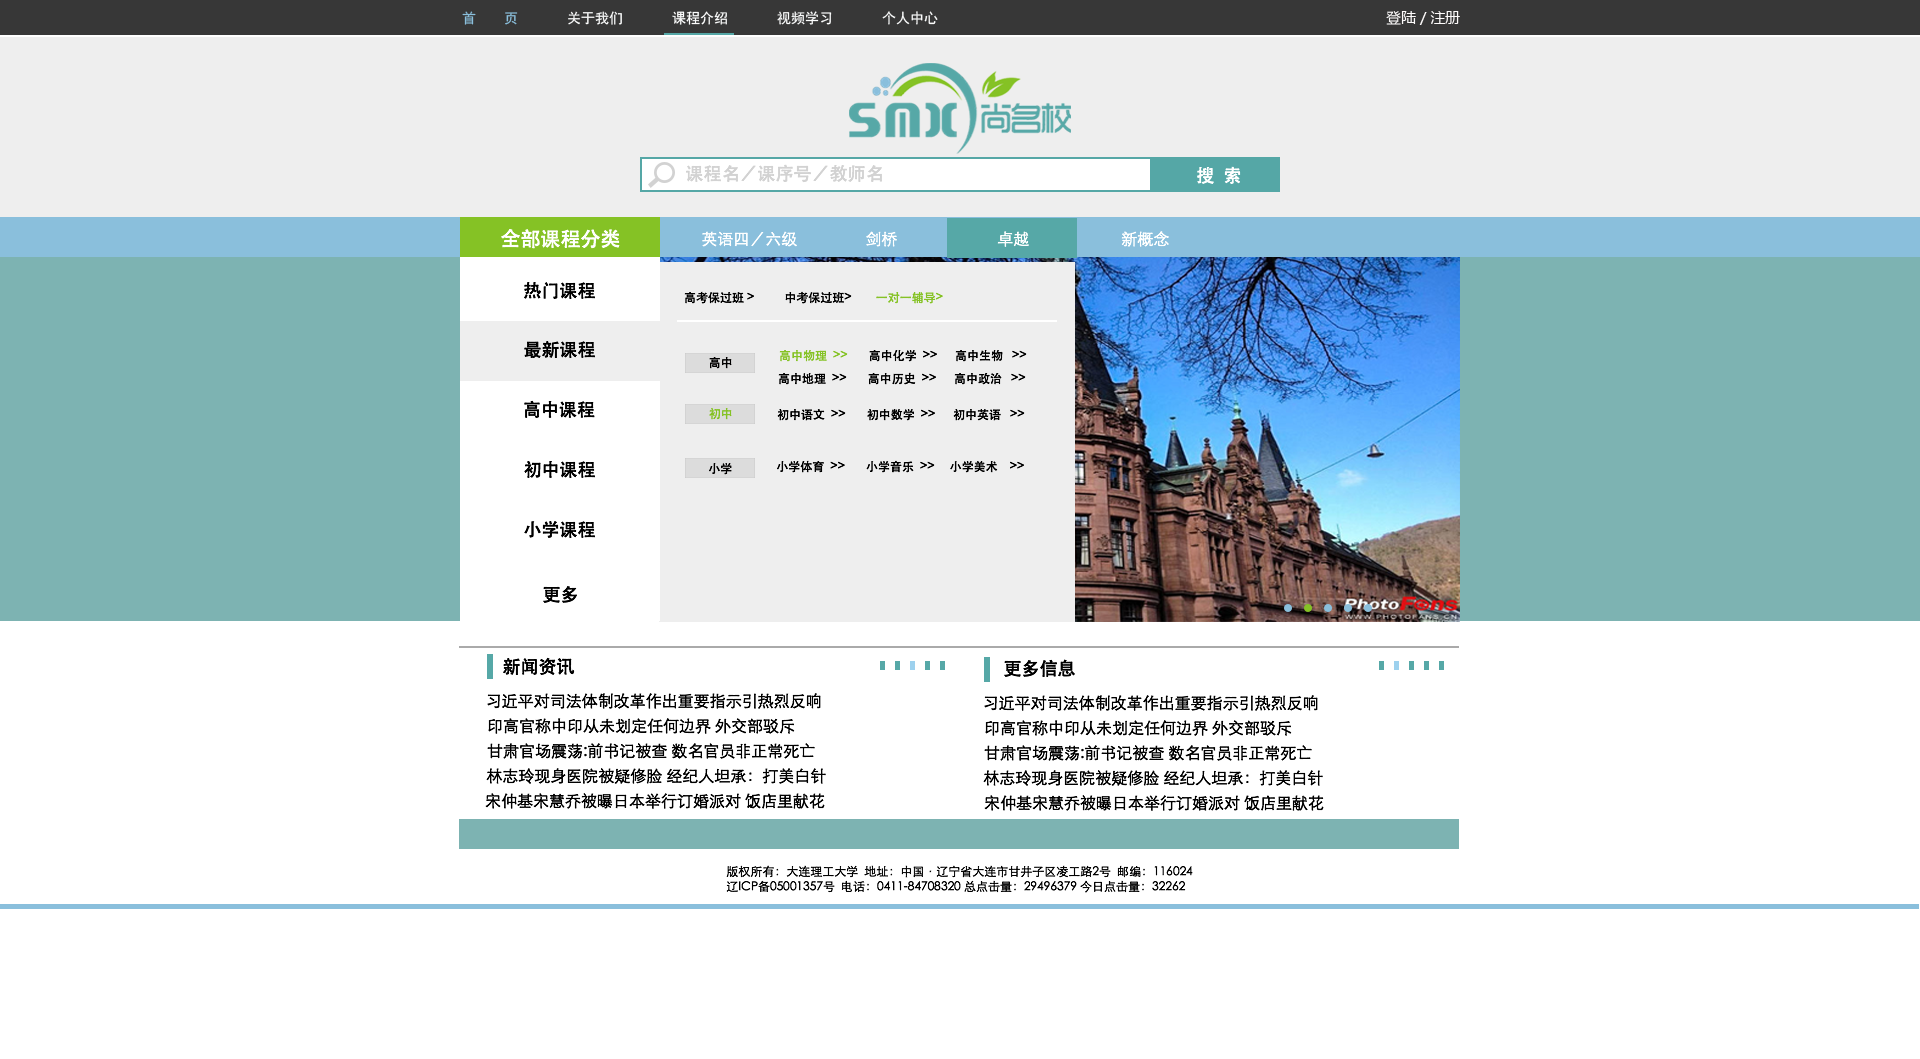 首 页 关于我们 课程介绍 视频学习 个人中心 登陆 / 注册
SMX 尚名校
课程名／课序号／教师名 搜 索
全部课程分类 英语四／六级 剑桥 卓越 新概念
热门课程
最新课程
高中课程
初中课程
小学课程
更多
高考保过班 > 中考保过班> 一对一辅导>
高中 高中物理 >> 高中化学 >> 高中生物 >>
高中地理 >> 高中历史 >> 高中政治 >>
初中 初中语文 >> 初中数学 >> 初中英语 >>
小学 小学体育 >> 小学音乐 >> 小学美术 >>
PhotoFans
WWW.PHOTOFANS.CN
新闻资讯
习近平对司法体制改革作出重要指示引热烈反响
印高官称中印从未划定任何边界 外交部驳斥
甘肃官场震荡:前书记被查 数名官员非正常死亡
林志玲现身医院被疑修脸 经纪人坦承：打美白针
宋仲基宋慧乔被曝日本举行订婚派对 饭店里献花
更多信息
习近平对司法体制改革作出重要指示引热烈反响
印高官称中印从未划定任何边界 外交部驳斥
甘肃官场震荡:前书记被查 数名官员非正常死亡
林志玲现身医院被疑修脸 经纪人坦承：打美白针
宋仲基宋慧乔被曝日本举行订婚派对 饭店里献花
版权所有：大连理工大学 地址：中国 · 辽宁省大连市甘井子区凌工路2号 邮编：116024
辽ICP备05001357号 电话：0411-84708320 总点击量：29496379 今日点击量：32262